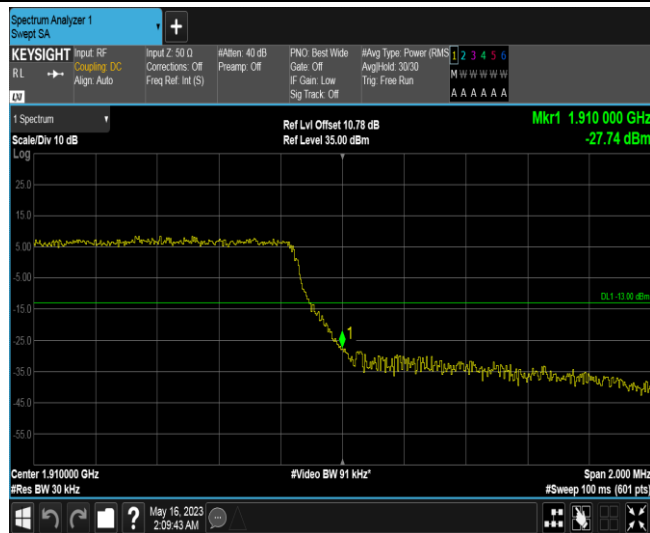 Spectrum Analyzer 1
Swept SA
+
KEYSIGHT
RL
LXI
Input: RF
Coupling: DC
Align: Auto
Input Z: 50 Ω
Corrections: Off
Freq Ref: Int (S)
#Atten: 40 dB
Preamp: Off
PNO: Best Wide
Gate: Off
IF Gain: Low
Sig Track: Off
#Avg Type: Power (RMS
Avg|Hold: 30/30
Trig: Free Run
1 2 3 4 5 6
M W W W W W
A A A A A A
1 Spectrum
Scale/Div 10 dB
Log
Ref Lvl Offset 10.78 dB
Ref Level 35.00 dBm
Mkr1 1.910 000 GHz
-27.74 dBm
25.0
15.0
5.00
-5.00
DL1 -13.00 dBm
-15.0
1
-25.0
-35.0
-45.0
-55.0
Center 1.910000 GHz
#Video BW 91 kHz*
Span 2.000 MHz
#Res BW 30 kHz
#Sweep 100 ms (601 pts)
?
May 16, 2023
2:09:43 AM